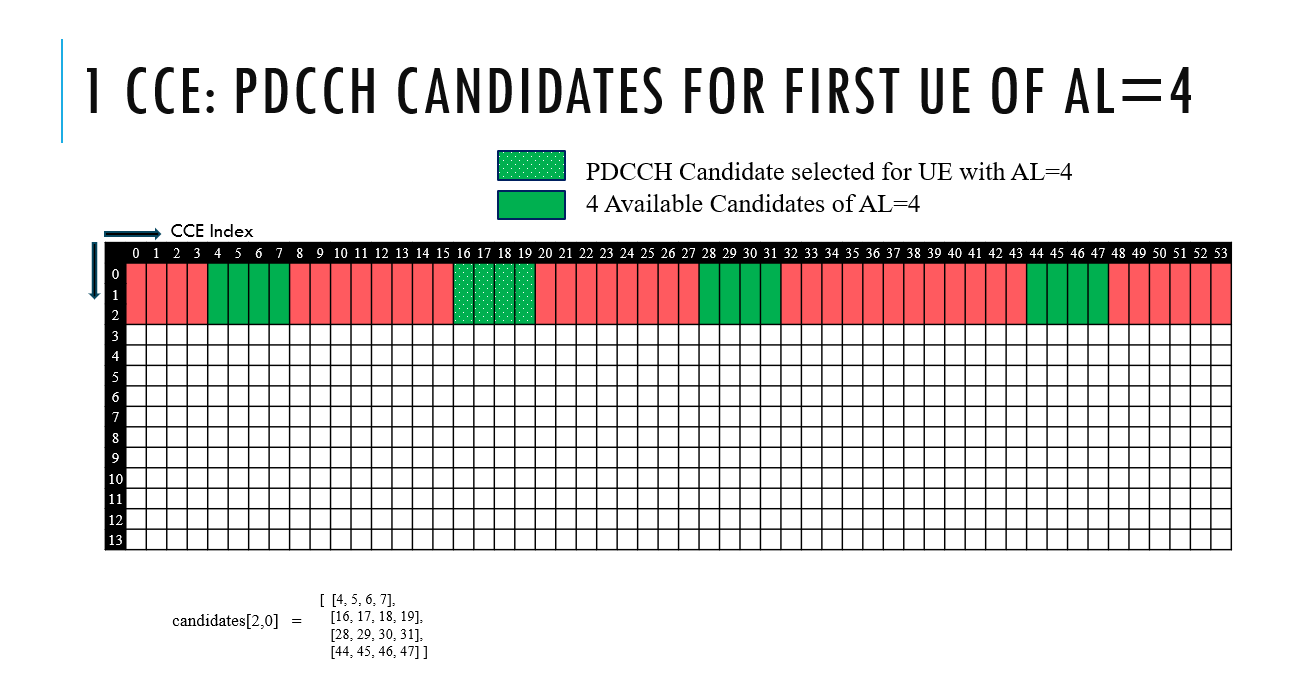 1 CCE: PDCCH CANDIDATES FOR FIRST UE OF AL=4
PDCCH Candidate selected for UE with AL=4
4 Available Candidates of AL=4
CCE Index
0 1 2 3 4 5 6 7 8 9 10 11 12 13 14 15 16 17 18 19 20 21 22 23 24 25 26 27 28 29 30 31 32 33 34 35 36 37 38 39 40 41 42 43 44 45 46 47 48 49 50 51 52 53
0
1
2
3
4
5
6
7
8
9
10
11
12
13
candidates[2,0] =
[ [4, 5, 6, 7],
[16, 17, 18, 19],
[28, 29, 30, 31],
[44, 45, 46, 47] ]